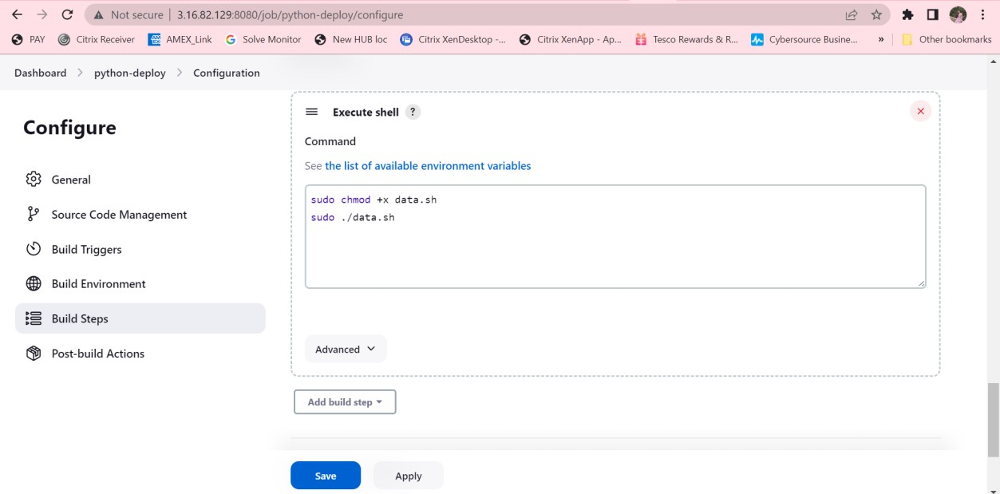 Not secure | 3.16.82.129:8080/job/python-deploy/configure
PAY Citrix Receiver AMEX_Link Solve Monitor New HUB loc Citrix XenDesktop -... Citrix XenApp - Ap... Tesco Rewards & R... Cybersource Busine... » Other bookmarks
Dashboard > python-deploy > Configuration
Configure
General
Source Code Management
Build Triggers
Build Environment
Build Steps
Post-build Actions
Execute shell ?
Command
See the list of available environment variables
sudo chmod +x data.sh
sudo ./data.sh
Advanced
Add build step
Save Apply